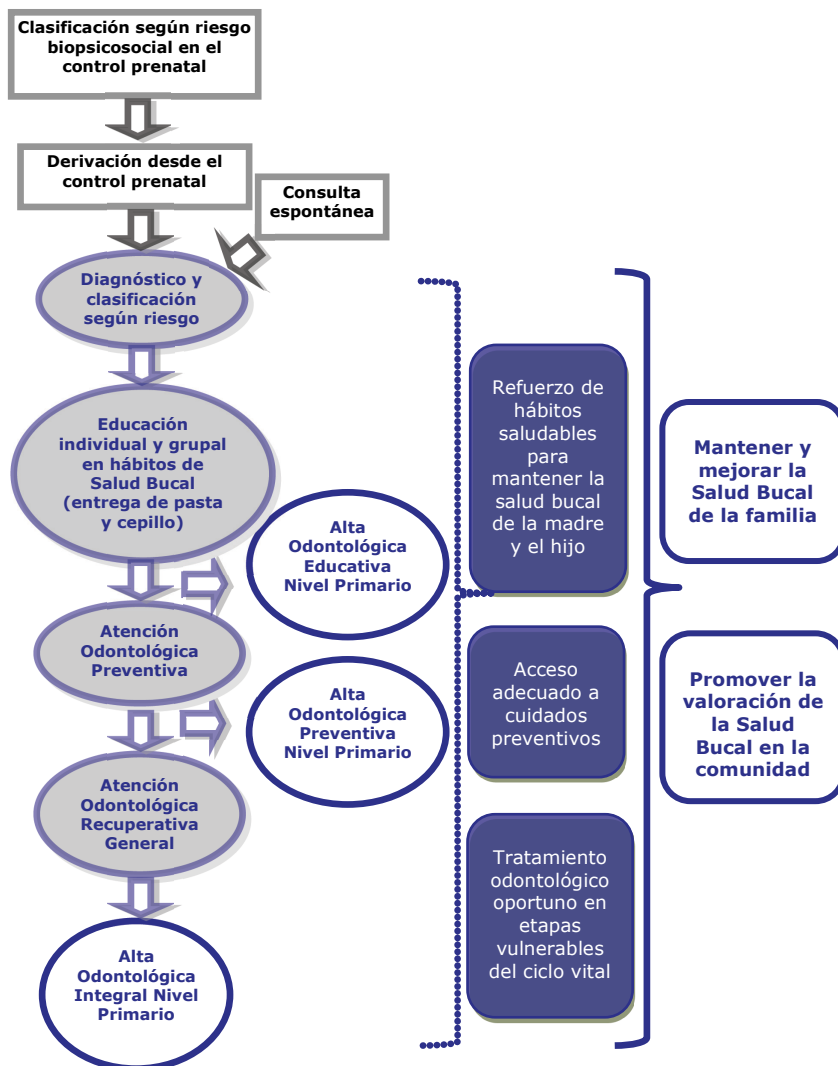 Clasificación según riesgo
biopsicosocial en el
control prenatal
Derivación desde el
control prenatal
Consulta
espontánea
Diagnóstico y
clasificación
según riesgo
Educación
individual y grupal
en hábitos de
Salud Bucal
(entrega de pasta
y cepillo)
Alta
Odontológica
Educativa
Nivel Primario
Atención
Odontológica
Preventiva
Alta
Odontológica
Preventiva
Nivel Primario
Atención
Odontológica
Recuperativa
General
Alta
Odontológica
Integral Nivel
Primario
Refuerzo de
hábitos
saludables
para
mantener la
salud bucal
de la madre
y el hijo
Acceso
adecuado a
cuidados
preventivos
Tratamiento
odontológico
oportuno en
etapas
vulnerables
del ciclo vital
Mantener y
mejorar la
Salud Bucal
de la familia
Promover la
valoración de
la Salud
Bucal en la
comunidad